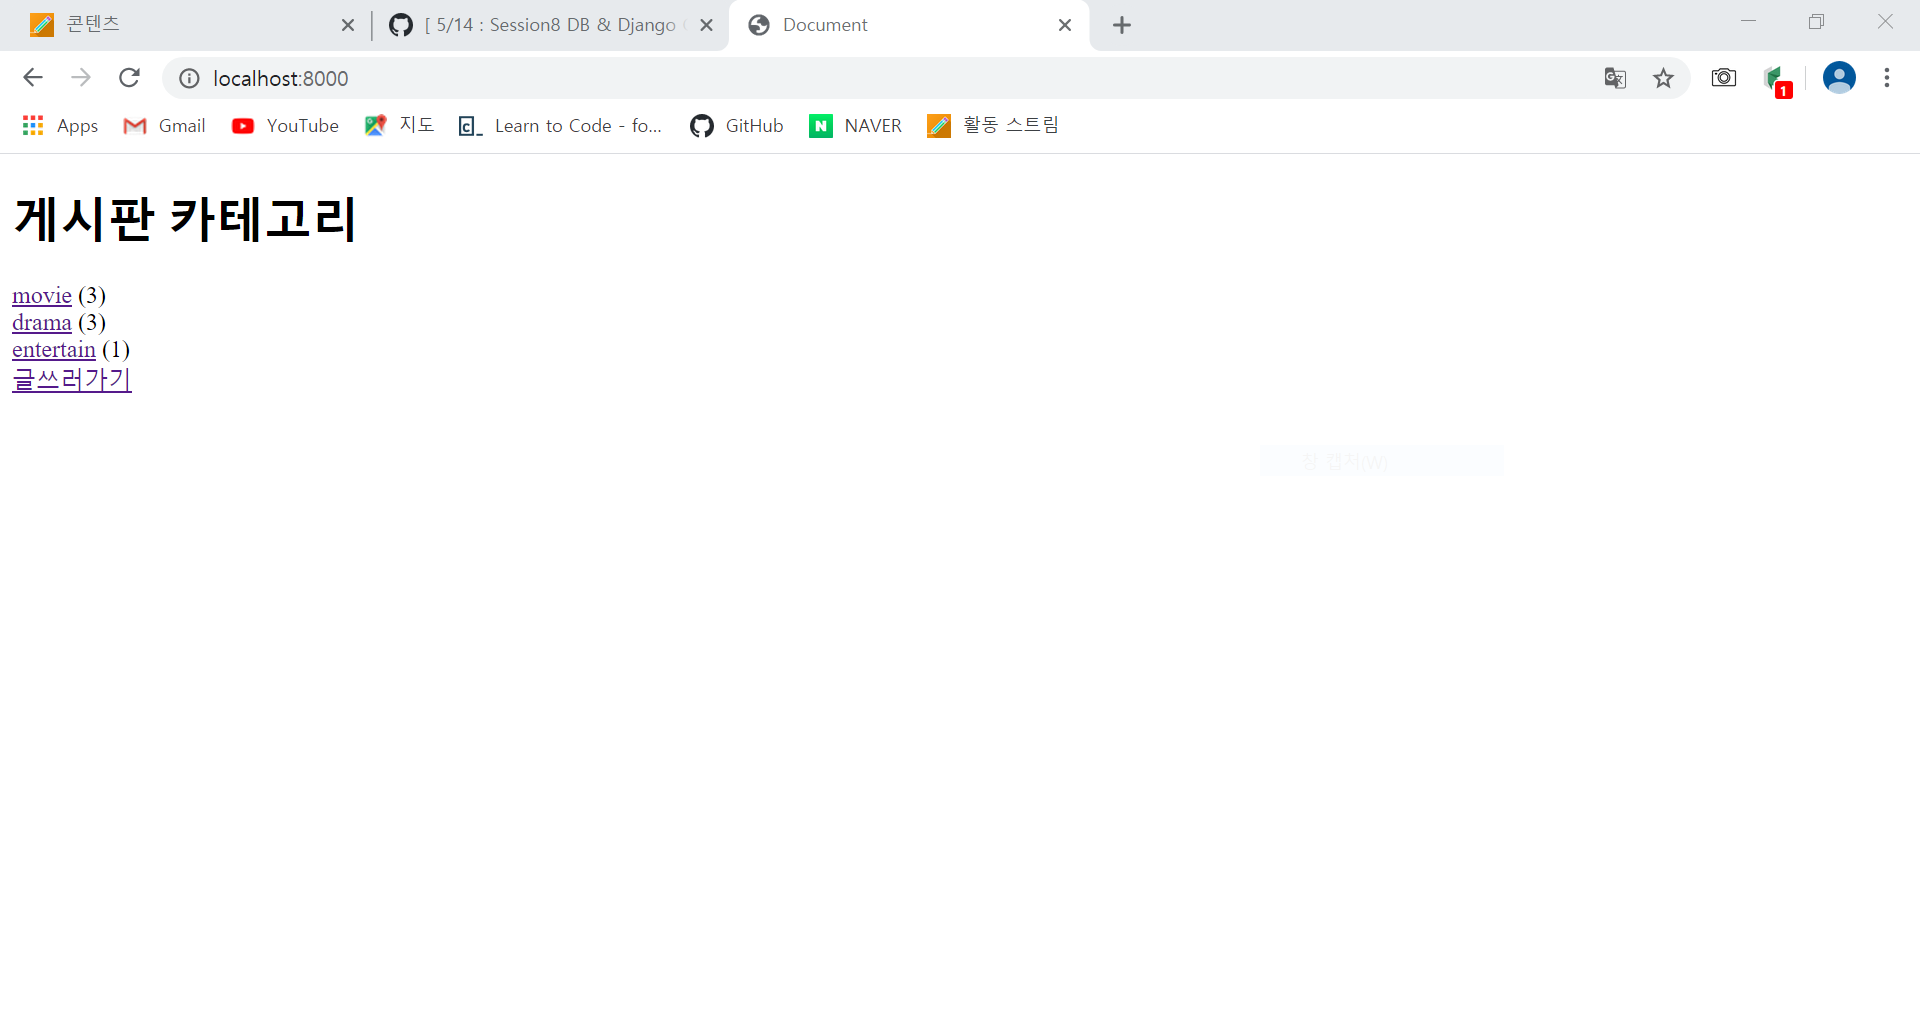 콘텐츠
[ 5/14 : Session8 DB & Django
Document
localhost:8000
Apps
Gmail
YouTube
지도
Learn to Code - fo...
GitHub
NAVER
활동 스트림
1
게시판 카테고리
movie (3)
drama (3)
entertain (1)
글쓰러가기
창 캡처(W)